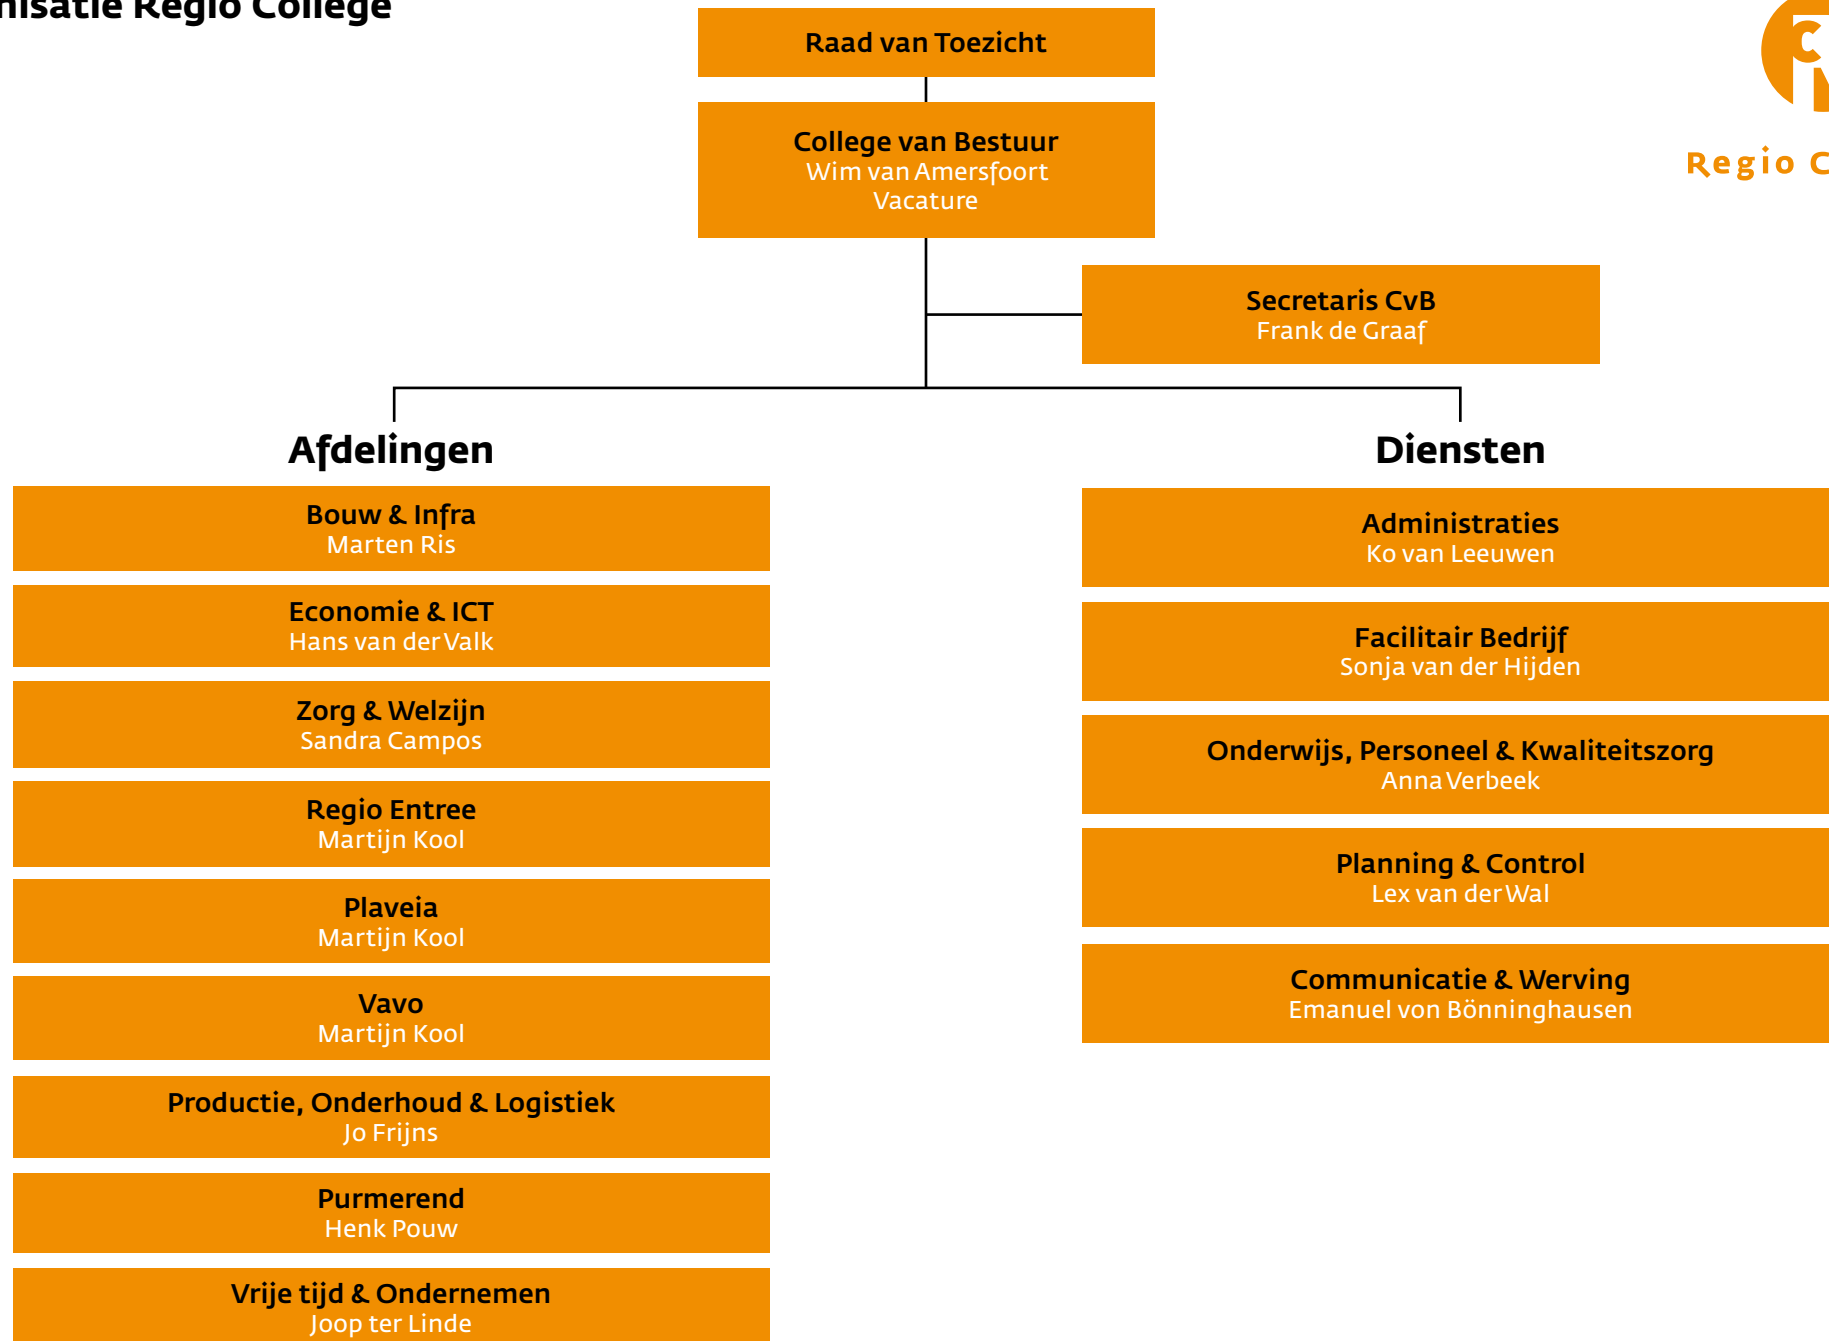 Regio College
Raad van Toezicht
College van Bestuur
Wim van Amersfoort
Vacature
Regio
Secretaris CvB
Frank de Graaf
Afdelingen
Bouw & Infra
Marten Ris
Economie & ICT
Hans van der Valk
Zorg & Welzijn
Sandra Campos
Regio Entree
Martijn Kool
Plaveia
Martijn Kool
Vavo
Martijn Kool
Productie, Onderhoud & Logistiek
Jo Frijns
Purmerend
Henk Pouw
Vrije tijd & Ondernemen
Joop ter Linde
Diensten
Administraties
Ko van Leeuwen
Facilitair Bedrijf
Sonja van der Hijden
Onderwijs, Personeel & Kwaliteitszorg
Anna Verbeek
Planning & Control
Lex van der Wal
Communicatie & Werving
Emanuel von Bönninghausen